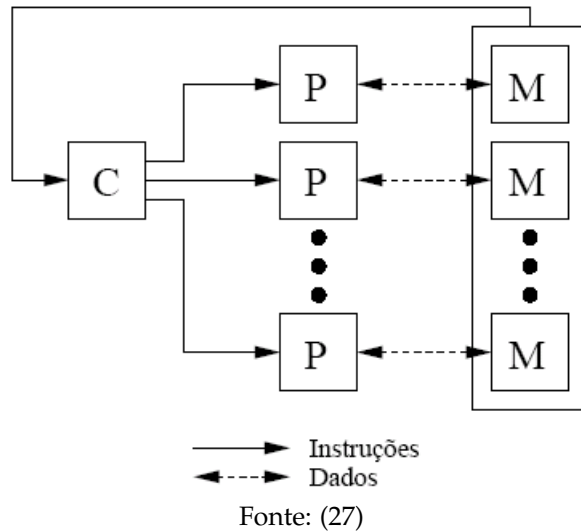 P M
C P M
P M
Instruções
Dados
Fonte: (27)